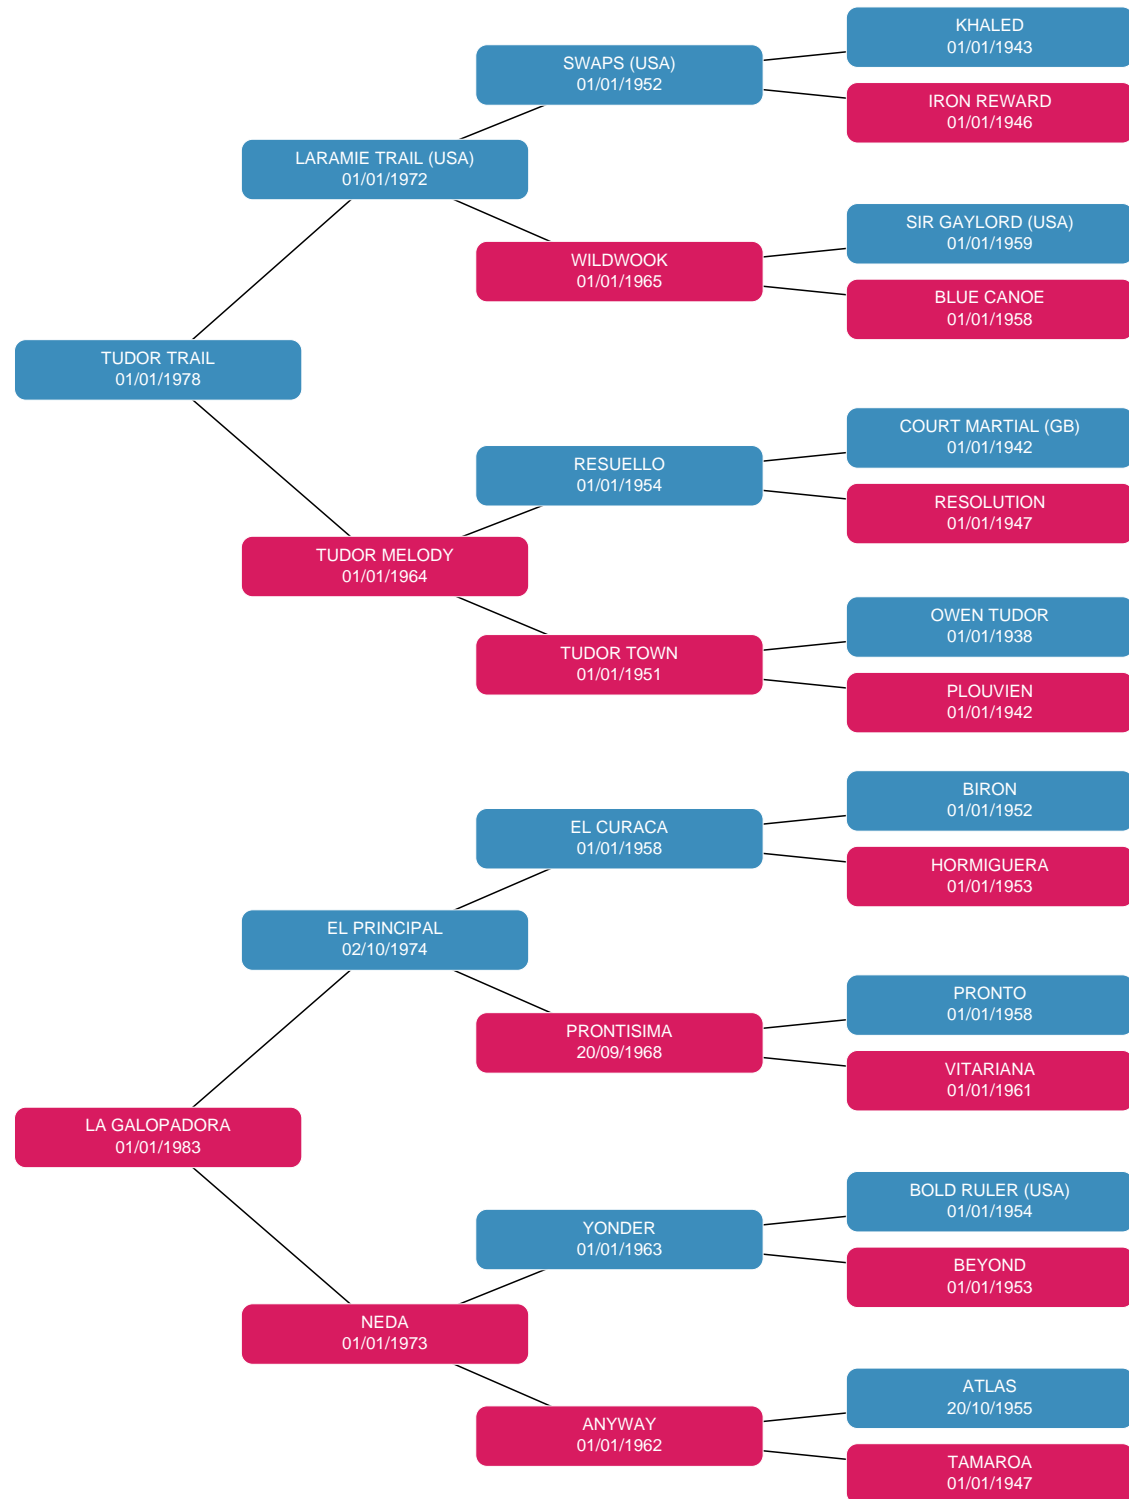 KHALED
01/01/1943
SWAPS (USA)
01/01/1952
IRON REWARD
01/01/1946
LARAMIE TRAIL (USA)
01/01/1972
SIR GAYLORD (USA)
01/01/1959
WILDWOOK
01/01/1965
BLUE CANOE
01/01/1958
TUDOR TRAIL
01/01/1978
COURT MARTIAL (GB)
01/01/1942
RESUELLO
01/01/1954
RESOLUTION
01/01/1947
TUDOR MELODY
01/01/1964
OWEN TUDOR
01/01/1938
TUDOR TOWN
01/01/1951
PLOUVIEN
01/01/1942
BIRON
01/01/1952
EL CURACA
01/01/1958
HORMIGUERA
01/01/1953
EL PRINCIPAL
02/10/1974
PRONTO
01/01/1958
PRONTISIMA
20/09/1968
VITARIANA
01/01/1961
LA GALOPADORA
01/01/1983
BOLD RULER (USA)
01/01/1954
YONDER
01/01/1963
BEYOND
01/01/1953
NEDA
01/01/1973
ATLAS
20/10/1955
ANYWAY
01/01/1962
TAMAROA
01/01/1947